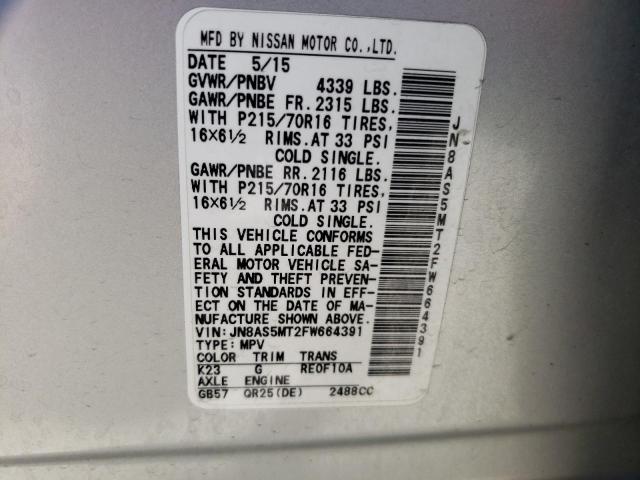 MFD BY NISSAN MOTOR CO.,LTD.
DATE 5/15
GVWR/PNBV 4339 LBS.
GAWR/PNBE FR. 2315 LBS.
WITH P215/70R16 TIRES,
16X6½ RIMS. AT 33 PSI
COLD SINGLE.
GAWR/PNBE RR. 2116 LBS.
WITH P215/70R16 TIRES,
16X6½ RIMS. AT 33 PSI
COLD SINGLE.
THIS VEHICLE CONFORMS
TO ALL APPLICABLE FED-
ERAL MOTOR VEHICLE SA-
FETY AND THEFT PREVEN-
TION STANDARDS IN EFF-
ECT ON THE DATE OF MA-
NUFACTURE SHOWN ABOVE.
VIN:JN8AS5MT2FW664391
TYPE: MPV
COLOR TRIM TRANS
K23 G RE0F10A
AXLE ENGINE
GB57 QR25(DE) 2488CC
JN8AS5MT2FW664391